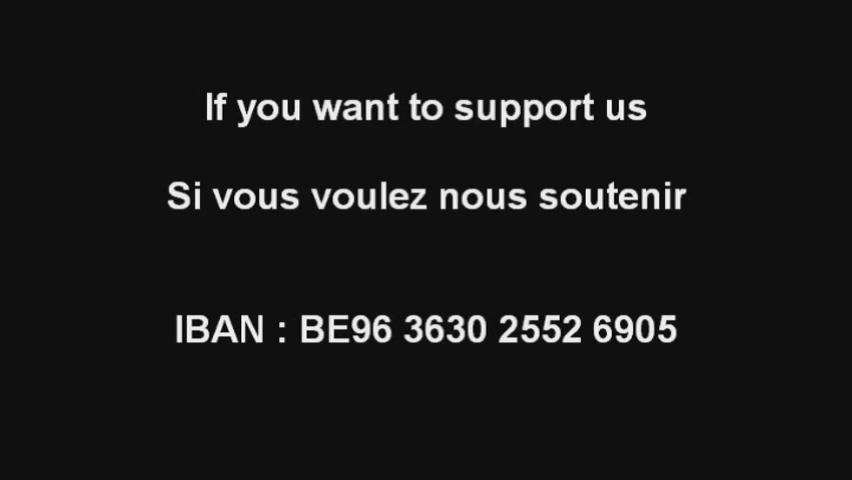 If you want to support us
Si vous voulez nous soutenir
IBAN : BE96 3630 2552 6905